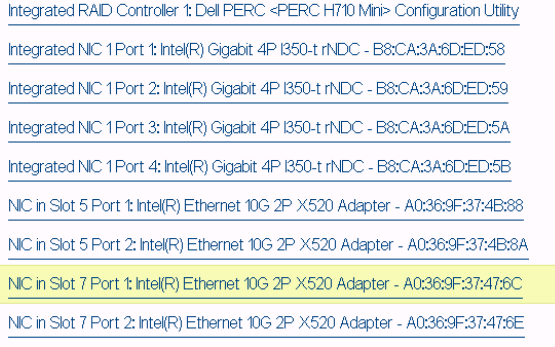 Integrated RAID Controller 1: Dell PERC <PERC H710 Mini> Configuration Utility
Integrated NIC 1 Port 1: Intel(R) Gigabit 4P I350-t rNDC - B8:CA:3A:6D:ED:58
Integrated NIC 1 Port 2: Intel(R) Gigabit 4P I350-t rNDC - B8:CA:3A:6D:ED:59
Integrated NIC 1 Port 3: Intel(R) Gigabit 4P I350-t rNDC - B8:CA:3A:6D:ED:5A
Integrated NIC 1 Port 4: Intel(R) Gigabit 4P I350-t rNDC - B8:CA:3A:6D:ED:5B
NIC in Slot 5 Port 1: Intel(R) Ethernet 10G 2P X520 Adapter - A0:36:9F:37:4B:88
NIC in Slot 5 Port 2: Intel(R) Ethernet 10G 2P X520 Adapter - A0:36:9F:37:4B:8A
NIC in Slot 7 Port 1: Intel(R) Ethernet 10G 2P X520 Adapter - A0:36:9F:37:47:6C
NIC in Slot 7 Port 2: Intel(R) Ethernet 10G 2P X520 Adapter - A0:36:9F:37:47:6E